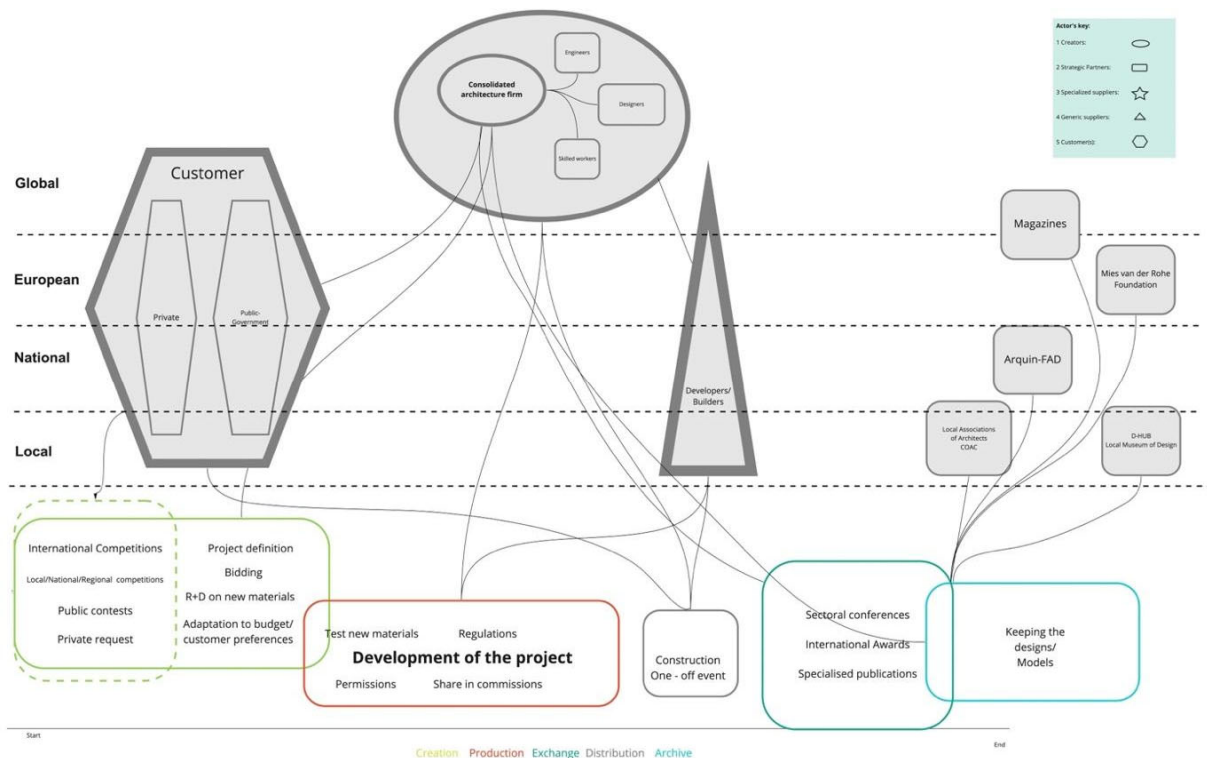 Actor's key:
1 Creators:
2 Strategic Partners:
3 Specialized suppliers:
4 Generic suppliers:
5 Customer(s):
Engineers
Consolidated
architecture firm
Designers
Skilled workers
Global
Customer
Magazines
European
Mies van der Rohe
Foundation
Private
Public-
Government
National
Arquin-FAD
Developers/
Builders
Local
Local Associations
of Architects
COAC
D-HUB
Local Museum of Design
International Competitions
Local/National/Regional competitions
Public contests
Private request
Project definition
Bidding
R+D on new materials
Adaptation to budget/
customer preferences
Test new materials
Regulations
Development of the project
Permissions
Share in commissions
Construction
One - off event
Sectoral conferences
International Awards
Specialised publications
Keeping the
designs/
Models
Start
End
Creation Production Exchange Distribution Archive